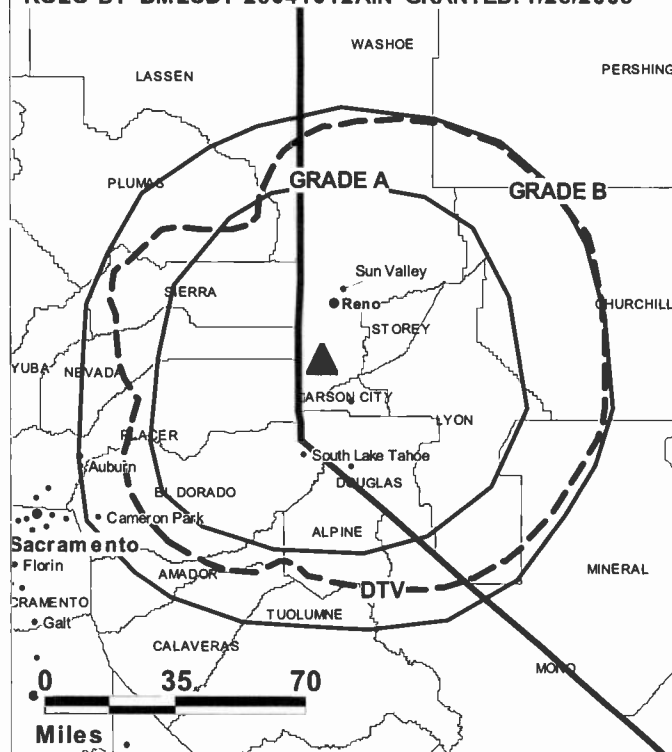 GRANTED:
WASHOE
LASSEN
PERSHING
PLUMAS
GRADE A
GRADE B
Sun Valley
SIERRA
Reno
CHURCHILL
STOREY
YUBA
NEVADA
CARSON CITY
LYON
PLACER
South Lake Tahoe
Auburn
DOUGLAS
EL DORADO
Cameron Park
ALPINE
Sacramento
Florin
MINERAL
AMADOR
DTV
CRAMENTO
TUOLUMNE
Galt
CALAVERAS
MONO
0 35 70
Miles